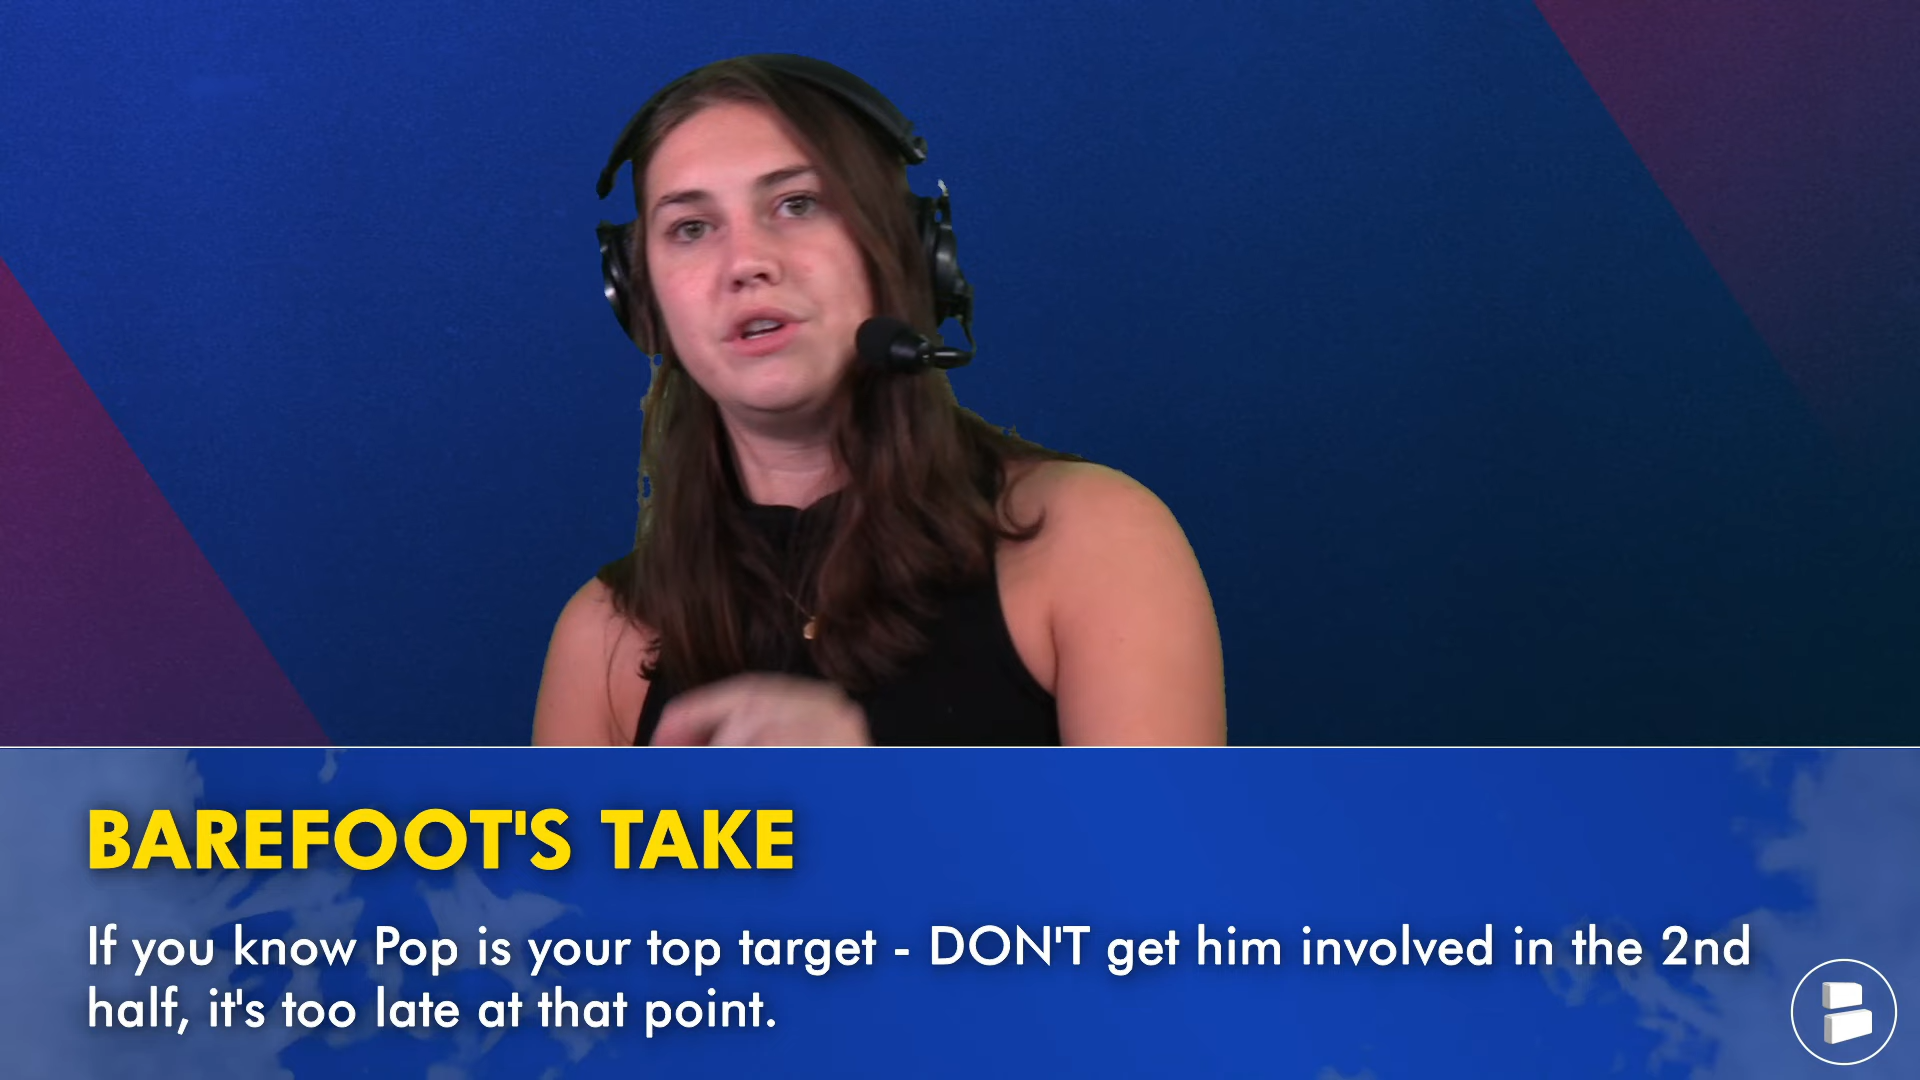 BAREFOOT'S TAKE
If you know Pop is your top target - DON'T get him involved in the 2nd
half, it's too late at that point.